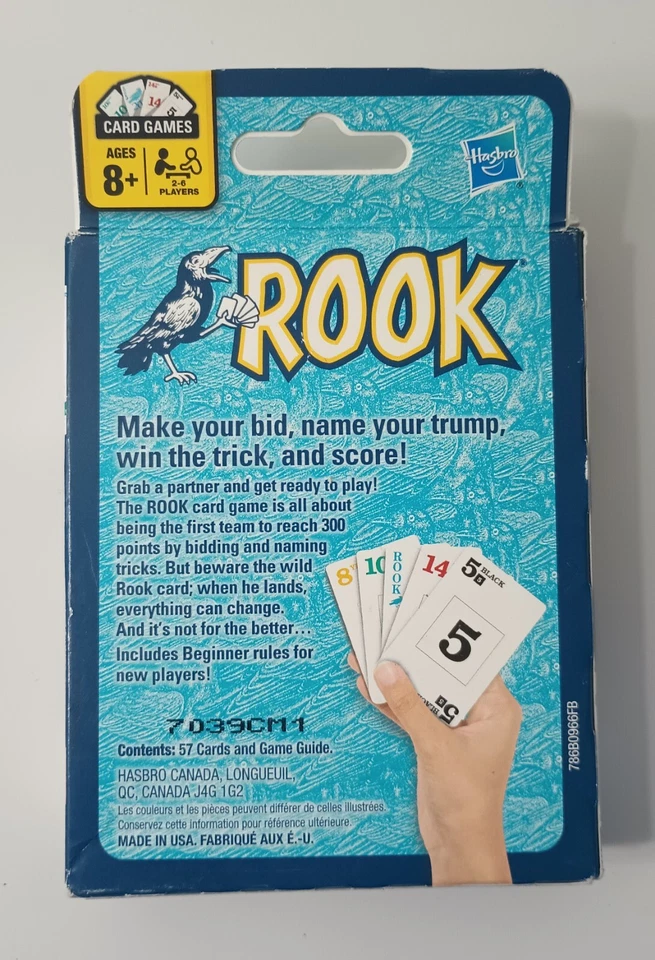 CARD GAMES
AGES
8+
2-6
PLAYERS
Hasbro
ROOK
Make your bid, name your trump,
win the trick, and score!
Grab a partner and get ready to play!
The ROOK card game is all about
being the first team to reach 300
points by bidding and naming
tricks. But beware the wild
Rook card; when he lands,
everything can change.
And it's not for the better...
Includes Beginner rules for
new players!
8
10
ROOK
14
5 BLACK
5
5
7039CM1
Contents: 57 Cards and Game Guide.
HASBRO CANADA, LONGUEUIL,
QC, CANADA J4G 1G2
Les couleurs et les pièces peuvent différer de celles illustrées.
Conservez cette information pour référence ultérieure.
MADE IN USA. FABRIQUÉ AUX É.-U.
786B0966FB